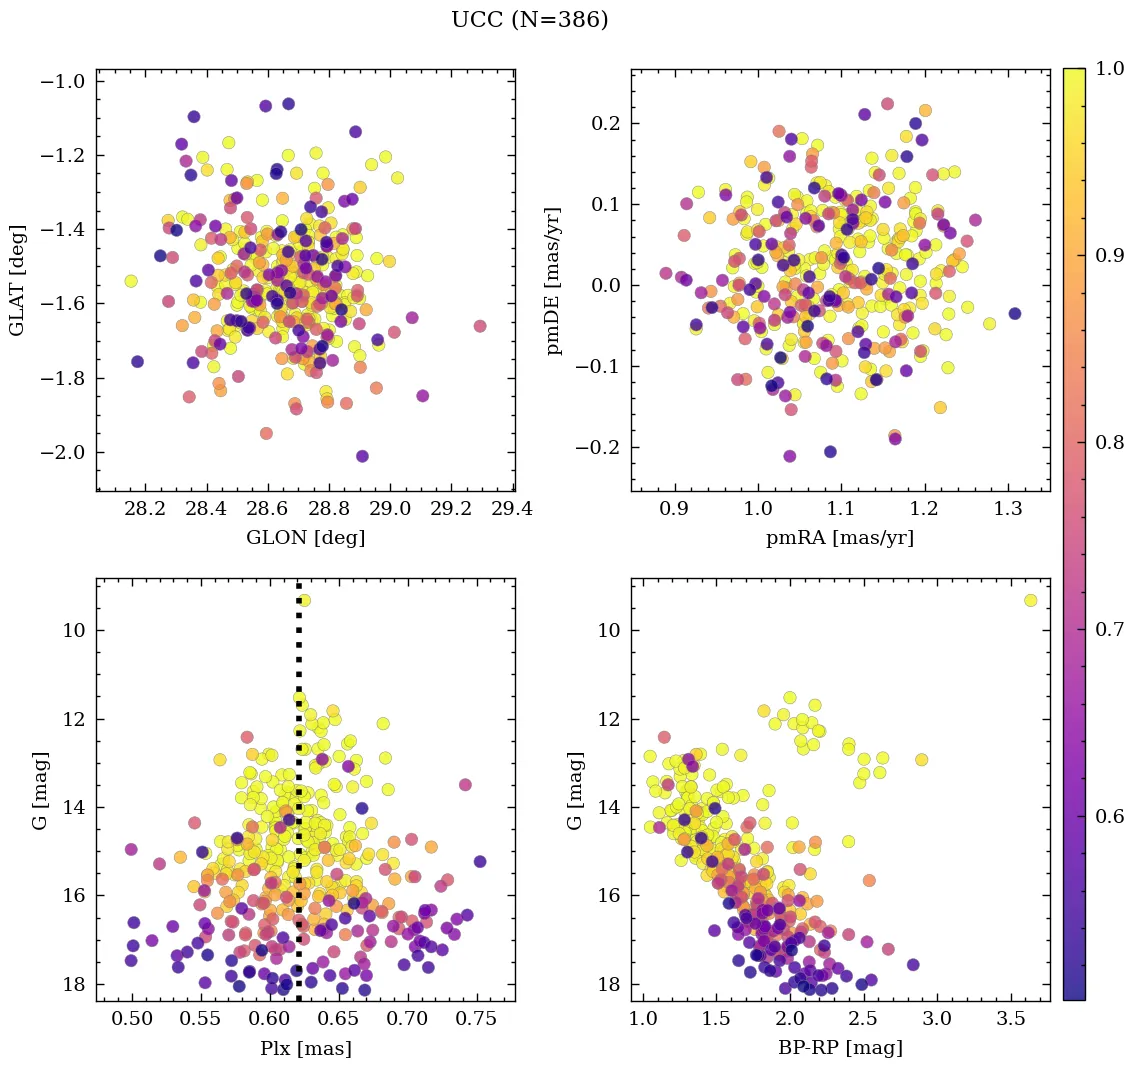 UCC (N=386)
−1.0
−1.2
−1.4
−1.6
−1.8
−2.0
GLAT [deg]
28.2 28.4 28.6 28.8 29.0 29.2 29.4
GLON [deg]
0.2
0.1
0.0
−0.1
−0.2
pmDE [mas/yr]
0.9 1.0 1.1 1.2 1.3
pmRA [mas/yr]
10
12
14
16
18
G [mag]
0.50 0.55 0.60 0.65 0.70 0.75
Plx [mas]
10
12
14
16
18
G [mag]
1.0 1.5 2.0 2.5 3.0 3.5
BP-RP [mag]
1.0
0.9
0.8
0.7
0.6